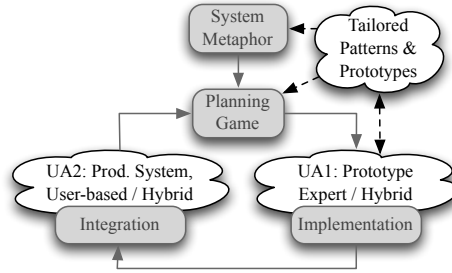 System
Metaphor
Tailored
Patterns &
Prototypes
Planning
Game
UA2: Prod. System,
User-based / Hybrid
Integration
UA1: Prototype
Expert / Hybrid
Implementation